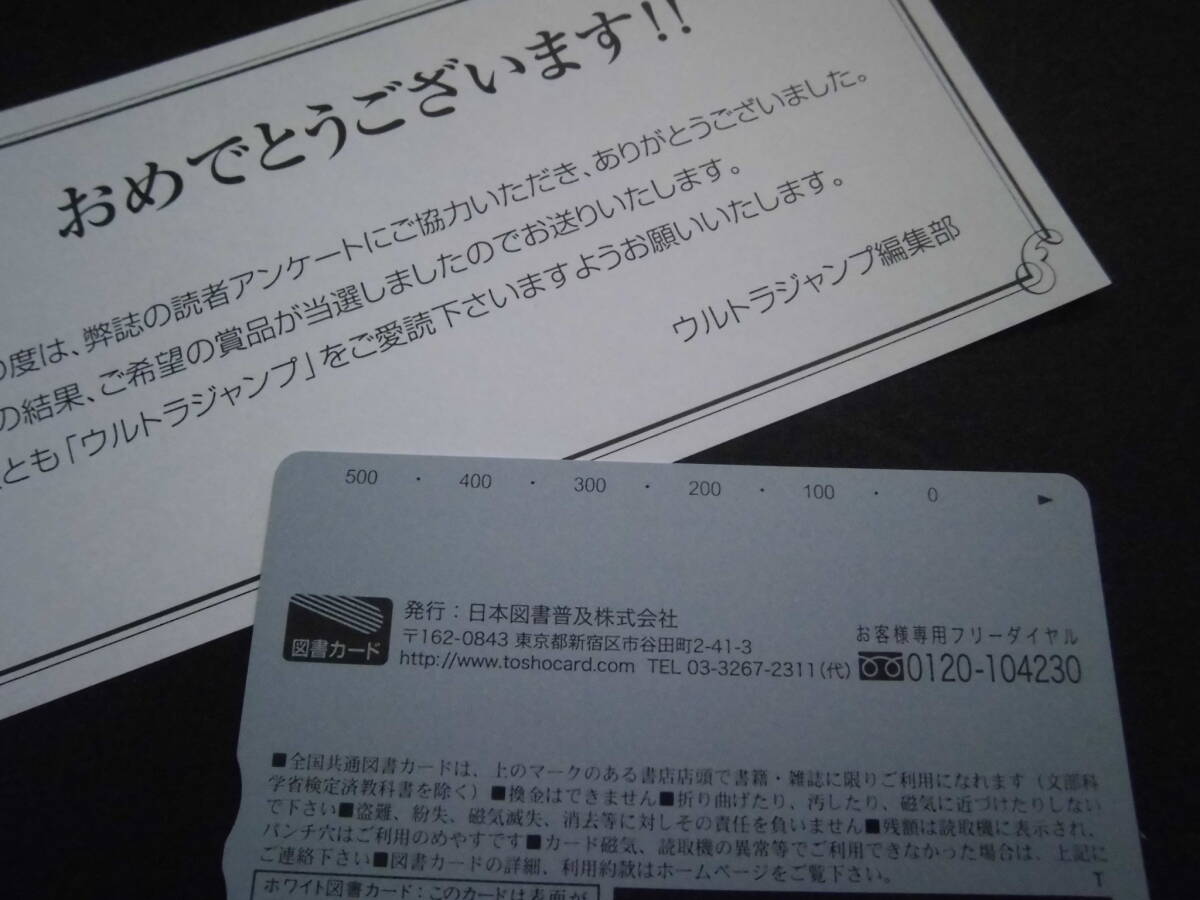 おめでとうございます!!
の度は、弊誌の読者アンケートにご協力いただき、ありがとうございました。
の結果、ご希望の賞品が当選しましたのでお送りいたします。
とも「ウルトラジャンプ」をご愛読下さいますようお願いいたします。
ウルトラジャンプ編集部
500 ・ 400 ・ 300 ・ 200 ・ 100 ・ 0 ▶
図書カード
発行：日本図書普及株式会社
〒162-0843 東京都新宿区市谷田町2-41-3
http://www.toshocard.com TEL 03-3267-2311(代)
お客様専用フリーダイヤル
0120-104230
■全国共通図書カードは、上のマークのある書店店頭で書籍・雑誌に限りご利用になれます（文部科
学省検定済教科書を除く）■換金はできません■折り曲げたり、汚したり、磁気に近づけたりしない
で下さい■盗難、紛失、磁気滅失、消去等に対しその責任を負いません■残額は読取機に表示され、
パンチ穴はご利用のめやすです■カード磁気、読取機の異常等でご利用できなかった場合は、上記に
ご連絡下さい■図書カードの詳細、利用約款はホームページをご覧下さい。
T
ホワイト図書カード：このカードは表面が